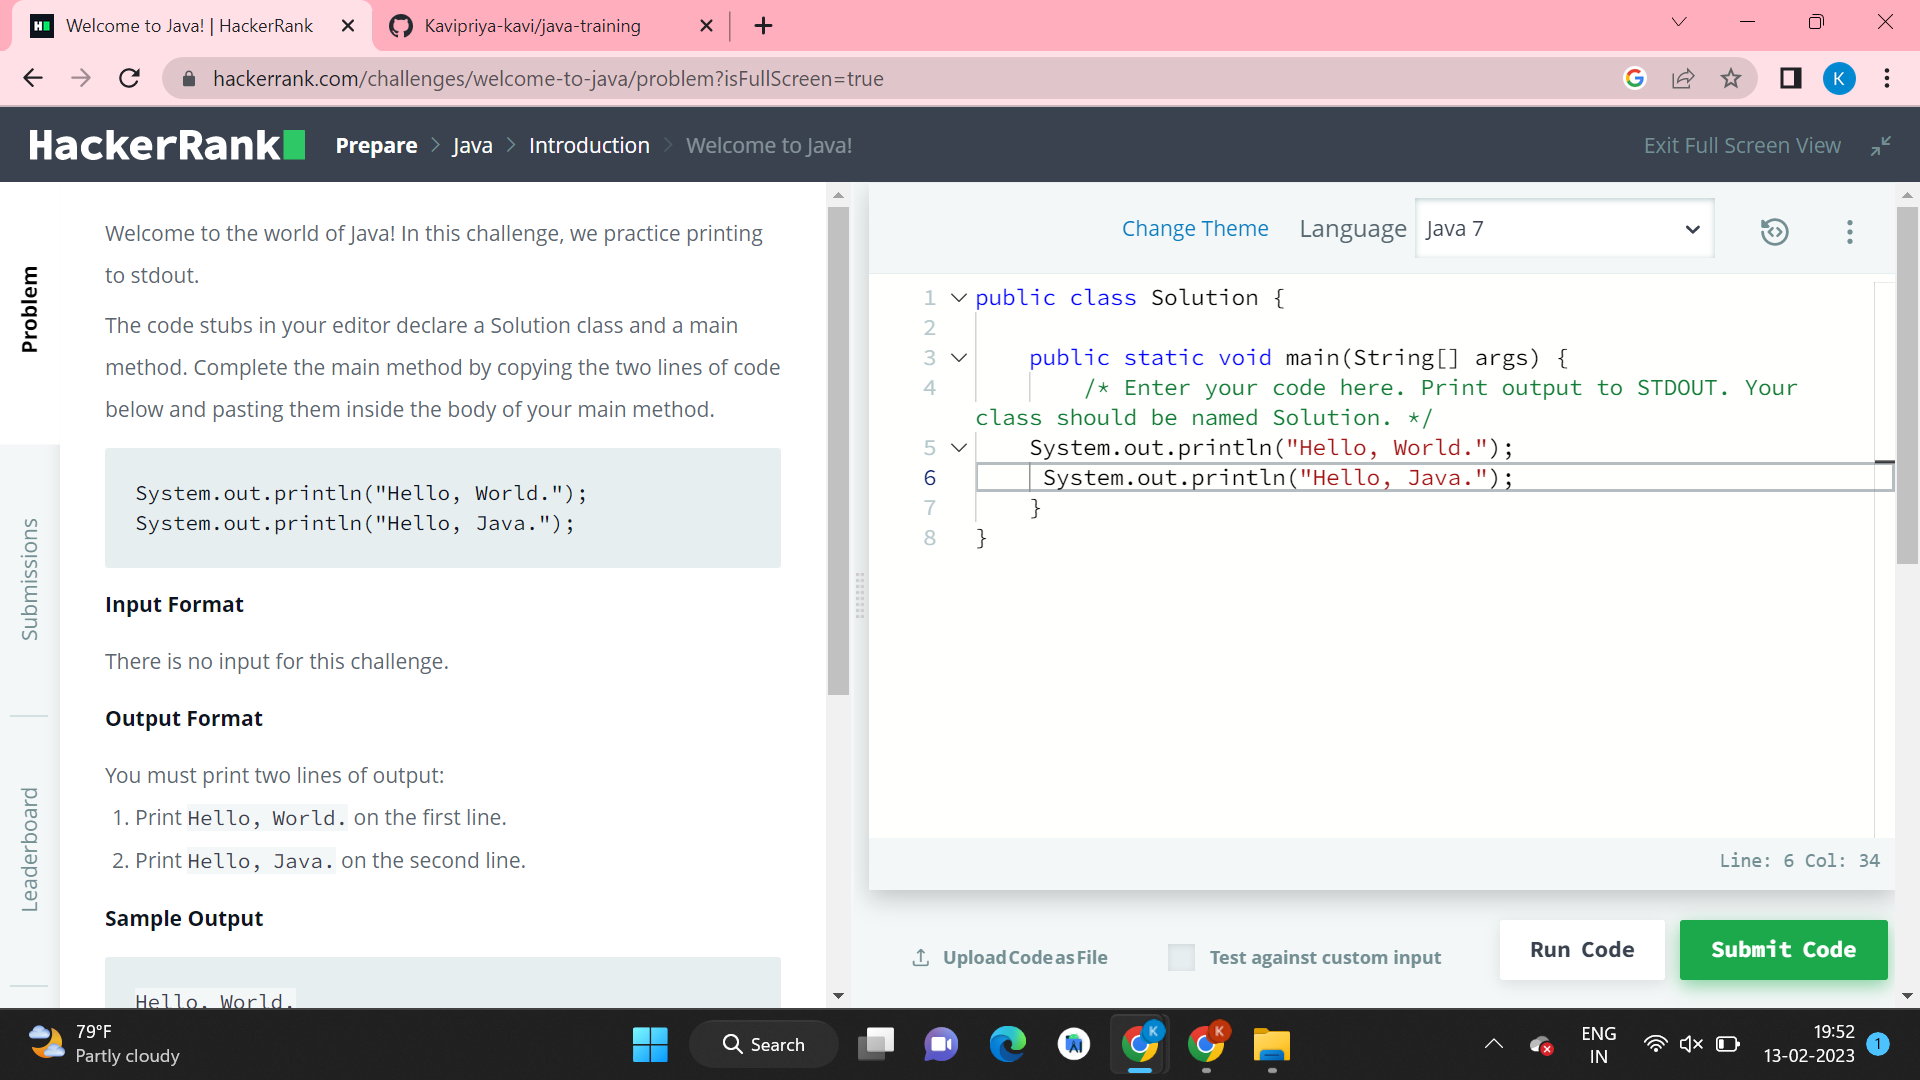 Welcome to Java! | HackerRank
Kavipriya-kavi/java-training
hackerrank.com/challenges/welcome-to-java/problem?isFullScreen=true
K
HackerRank
Prepare > Java > Introduction > Welcome to Java!
Exit Full Screen View
Problem
Submissions
Leaderboard
Welcome to the world of Java! In this challenge, we practice printing
to stdout.
The code stubs in your editor declare a Solution class and a main
method. Complete the main method by copying the two lines of code
below and pasting them inside the body of your main method.
System.out.println("Hello, World.");
System.out.println("Hello, Java.");
Input Format
There is no input for this challenge.
Output Format
You must print two lines of output:
1. Print Hello, World. on the first line.
2. Print Hello, Java. on the second line.
Sample Output
Hello, World.
Change Theme
Language
Java 7
1 public class Solution {
2
3 public static void main(String[] args) {
4 /* Enter your code here. Print output to STDOUT. Your
class should be named Solution. */
5 System.out.println("Hello, World.");
6 System.out.println("Hello, Java.");
7 }
8 }
Line: 6 Col: 34
Upload Code as File
Test against custom input
Run Code
Submit Code
79°F
Partly cloudy
Search
K
K
ENG
IN
19:52
13-02-2023
1